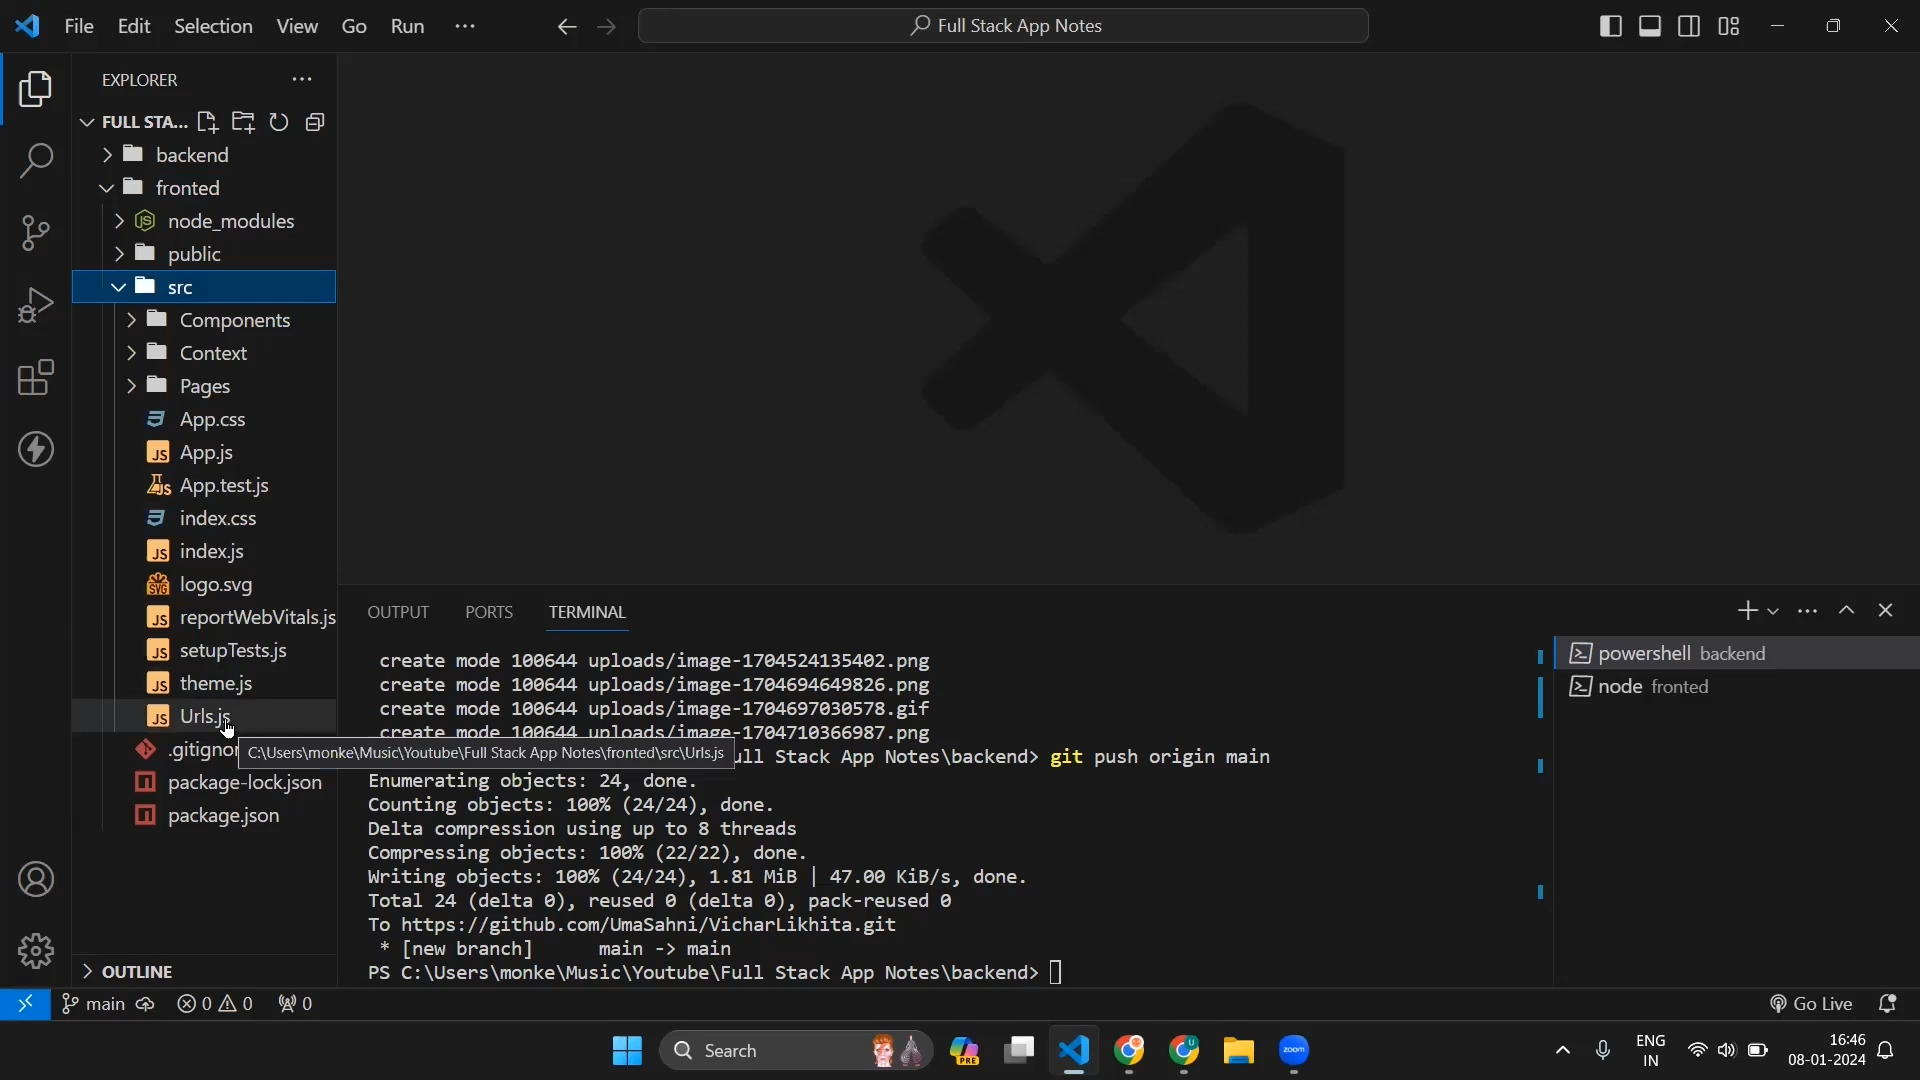 File Edit Selection View Go Run
Full Stack App Notes
EXPLORER
FULL STA...
backend
fronted
node_modules
public
src
Components
Context
Pages
App.css
JS App.js
App.test.js
index.css
JS index.js
logo.svg
JS reportWebVitals.js
JS setupTests.js
JS theme.js
JS Urls.js
.gitignor
C:\Users\monke\Music\Youtube\Full Stack App Notes\fronted\src\Urls.js
package-lock.json
package.json
OUTLINE
OUTPUT PORTS TERMINAL
create mode 100644 uploads/image-1704524135402.png
create mode 100644 uploads/image-1704694649826.png
create mode 100644 uploads/image-1704697030578.gif
create mode 100644 uploads/image-1704710366987.png
ull Stack App Notes\backend> git push origin main
Enumerating objects: 24, done.
Counting objects: 100% (24/24), done.
Delta compression using up to 8 threads
Compressing objects: 100% (22/22), done.
Writing objects: 100% (24/24), 1.81 MiB | 47.00 KiB/s, done.
Total 24 (delta 0), reused 0 (delta 0), pack-reused 0
To https://github.com/UmaSahni/VicharLikhita.git
* [new branch] main -> main
PS C:\Users\monke\Music\Youtube\Full Stack App Notes\backend>
powershell backend
node fronted
main 0 0 0
Go Live
Search
PRE
zoom
ENG
IN
16:46
08-01-2024